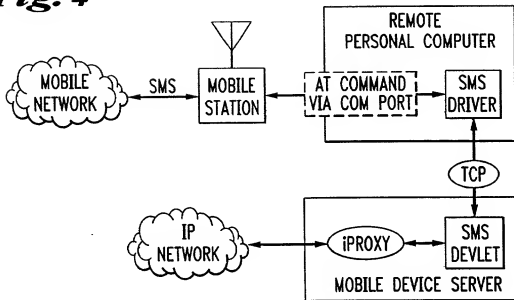 Fig. 4
REMOTE
PERSONAL COMPUTER
MOBILE
NETWORK
SMS
MOBILE
STATION
AT COMMAND
VIA COM PORT
SMS
DRIVER
TCP
IP
NETWORK
iPROXY
SMS
DEVLET
MOBILE DEVICE SERVER